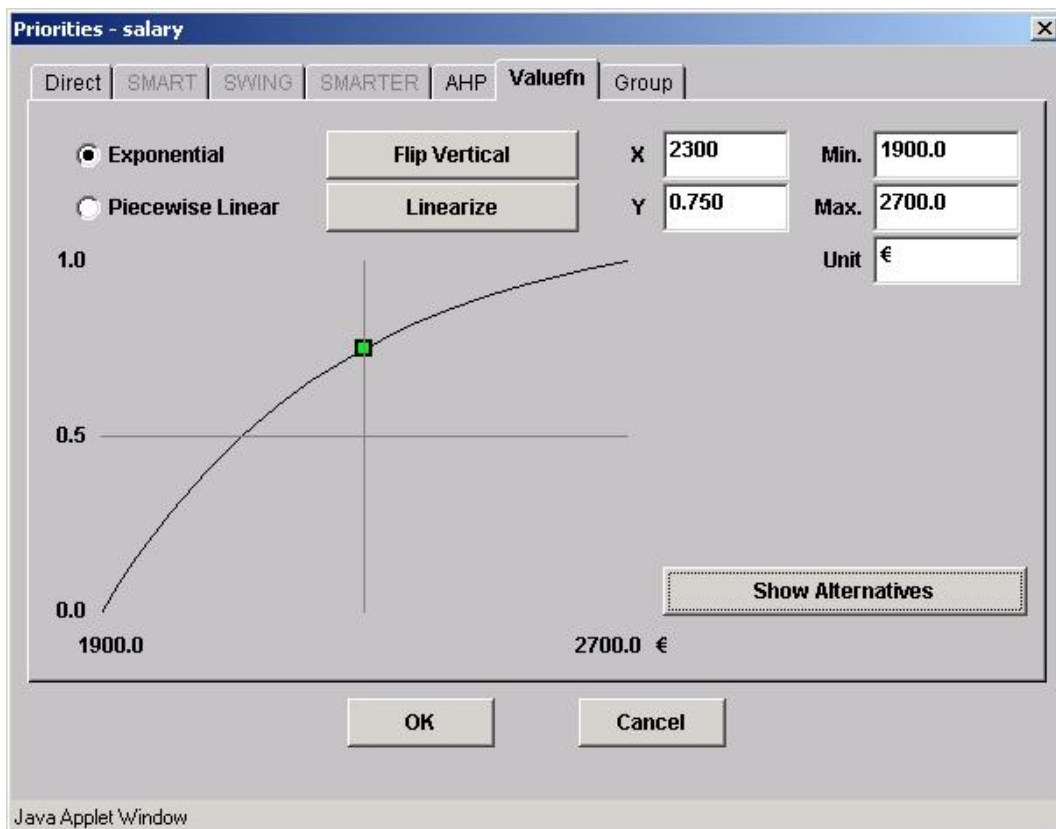 Priorities - salary
Direct SMART SWING SMARTER AHP Valuefn Group
Exponential Flip Vertical X 2300 Min. 1900.0
Piecewise Linear Linearize Y 0.750 Max. 2700.0
1.0 Unit €
0.5
0.0 Show Alternatives
1900.0 2700.0 €
OK Cancel
Java Applet Window